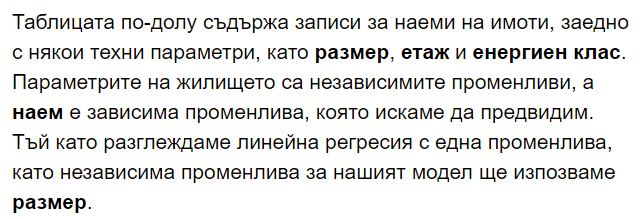 Таблицата по-долу съдържа записи за наеми на имоти, заедно
с някои техни параметри, като размер, етаж и енергиен клас.
Параметрите на жилището са независимите променливи, а
наем е зависима променлива, която искаме да предвидим.
Тъй като разглеждаме линейна регресия с една променлива,
като независима променлива за нашият модел ще изпозваме
размер.